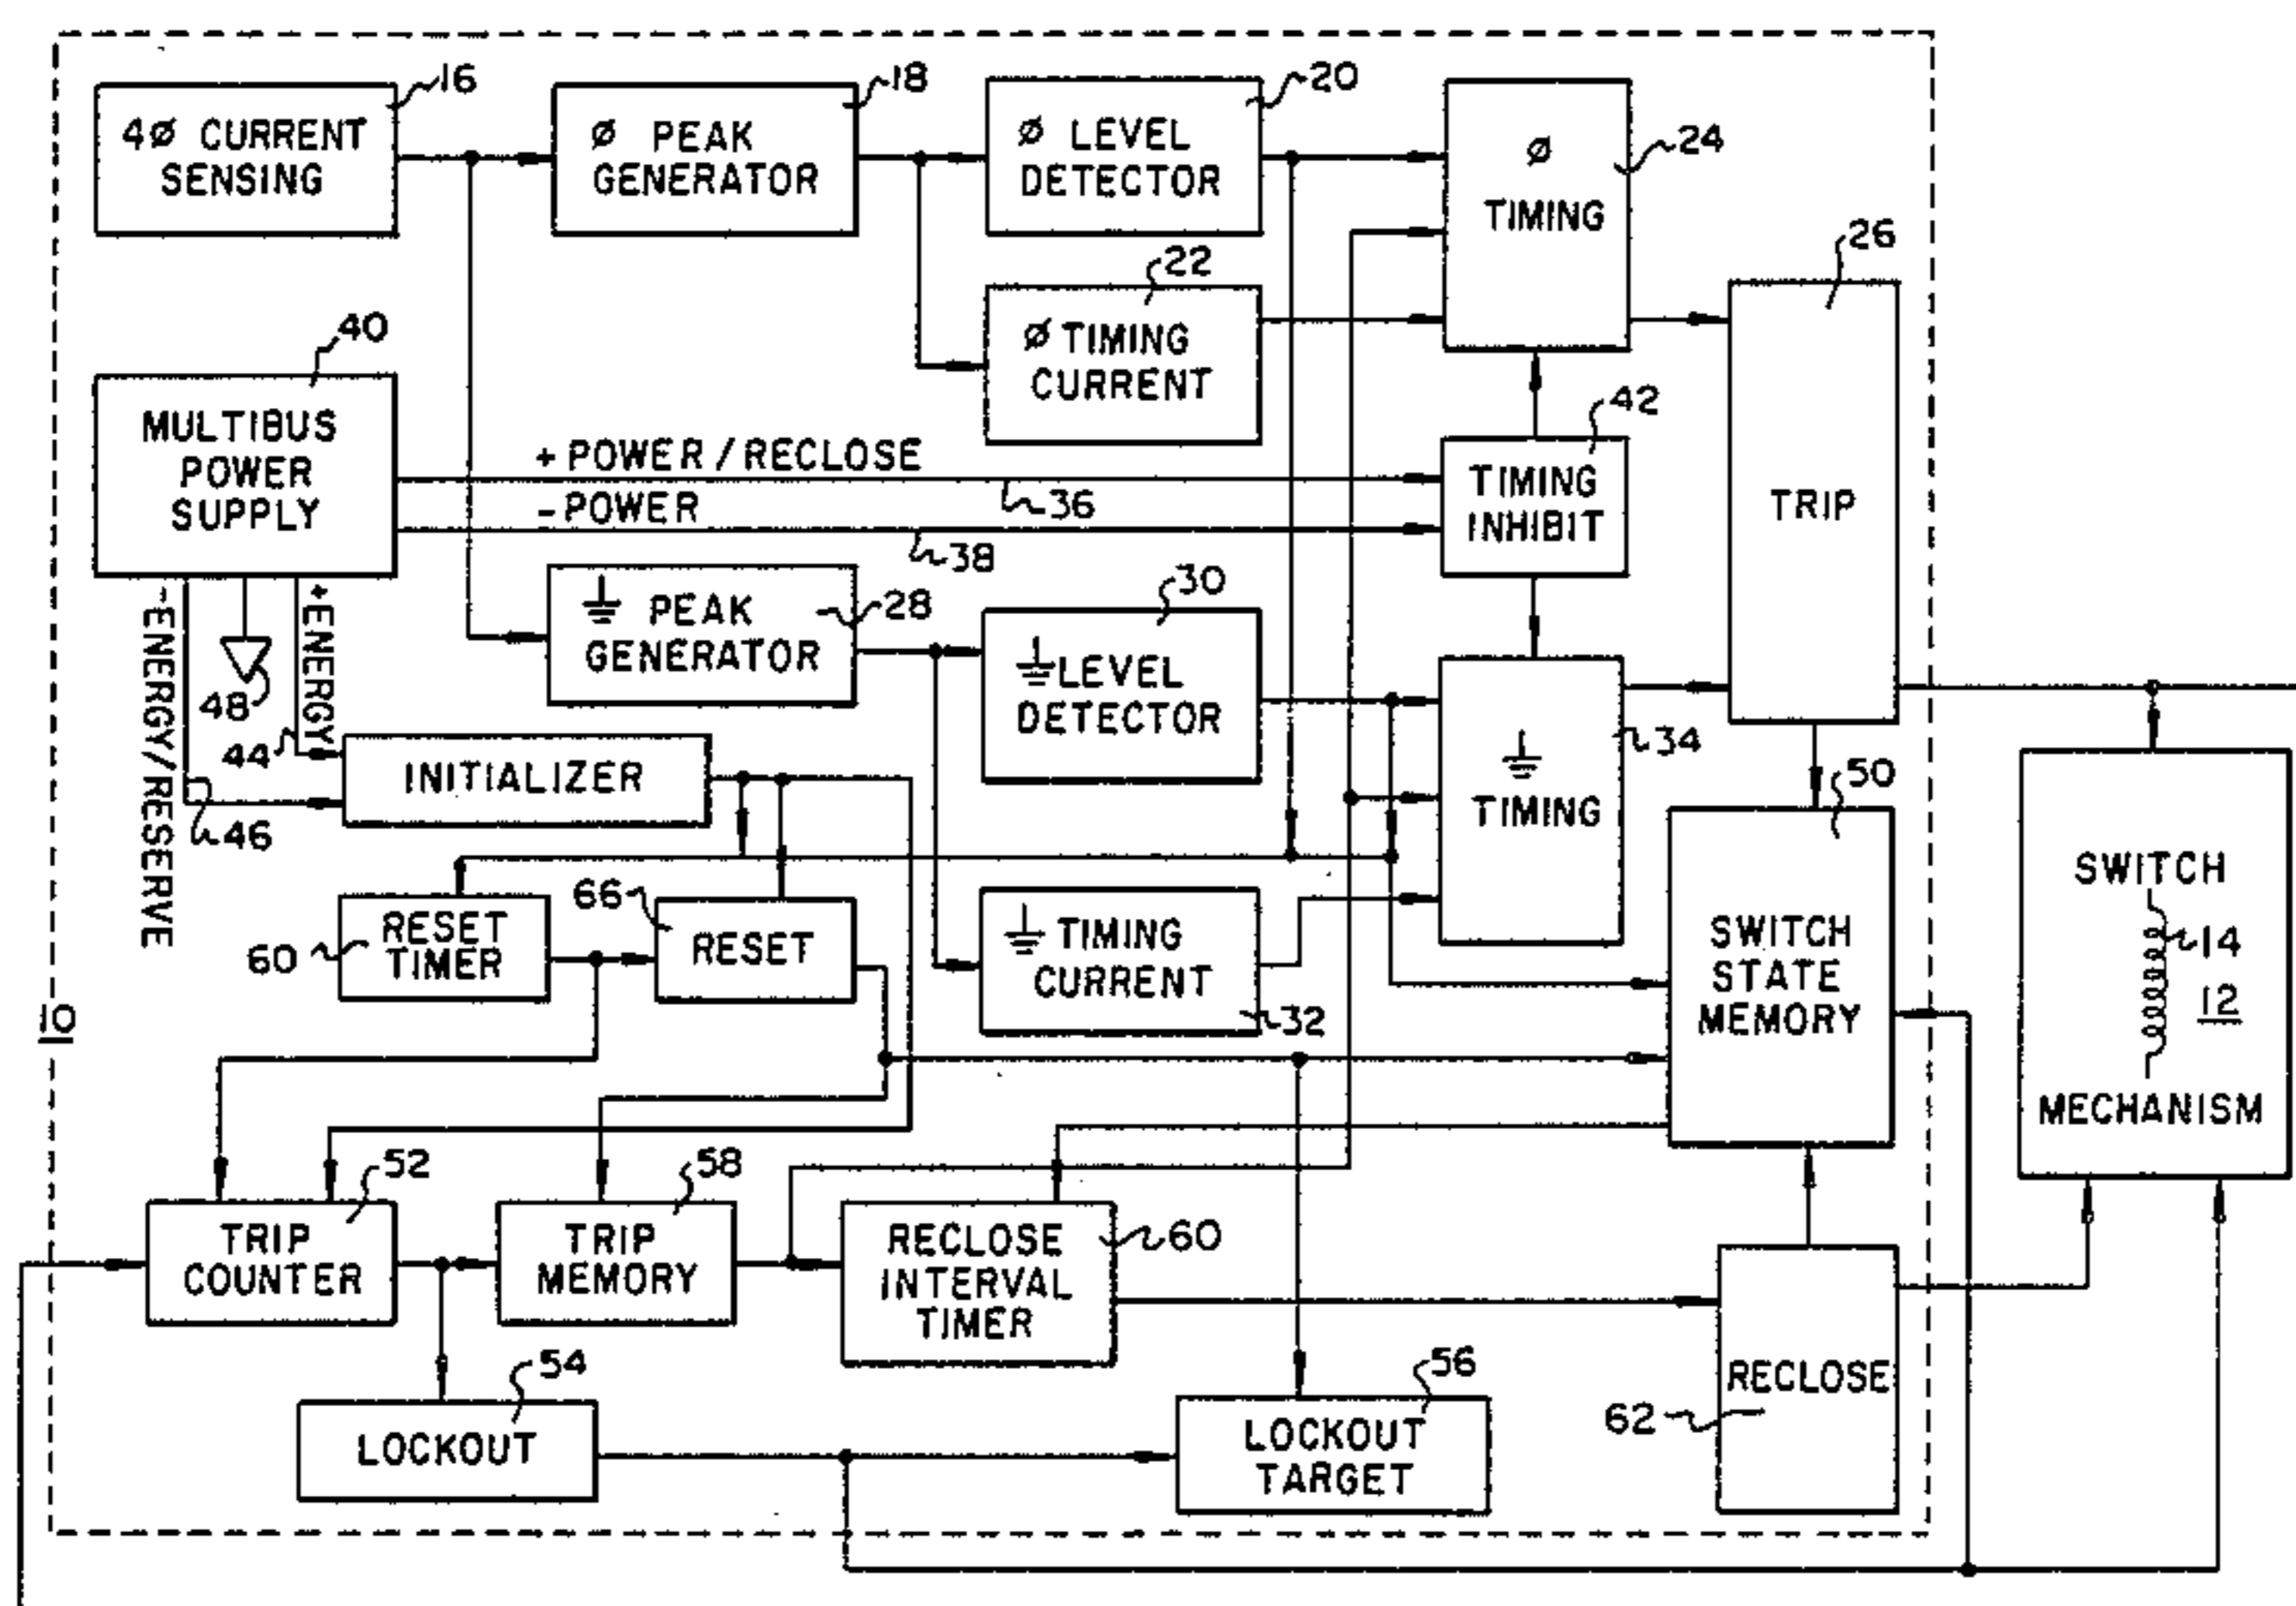 16
4ø CURRENT
SENSING
18
ø PEAK
GENERATOR
20
ø LEVEL
DETECTOR
ø
TIMING
24
22
ø TIMING
CURRENT
26
TRIP
40
MULTIBUS
POWER
SUPPLY
+ POWER / RECLOSE
36
- POWER
38
42
TIMING
INHIBIT
-ENERGY/RESERVE
48
+ENERGY
44
46
⏚ PEAK
GENERATOR
28
30
⏚ LEVEL
DETECTOR
⏚
TIMING
34
INITIALIZER
50
SWITCH
STATE
MEMORY
SWITCH
14
12
MECHANISM
60
RESET
TIMER
66
RESET
⏚ TIMING
CURRENT
32
10
52
TRIP
COUNTER
58
TRIP
MEMORY
RECLOSE
INTERVAL
TIMER
60
54
LOCKOUT
56
LOCKOUT
TARGET
RECLOSE
62